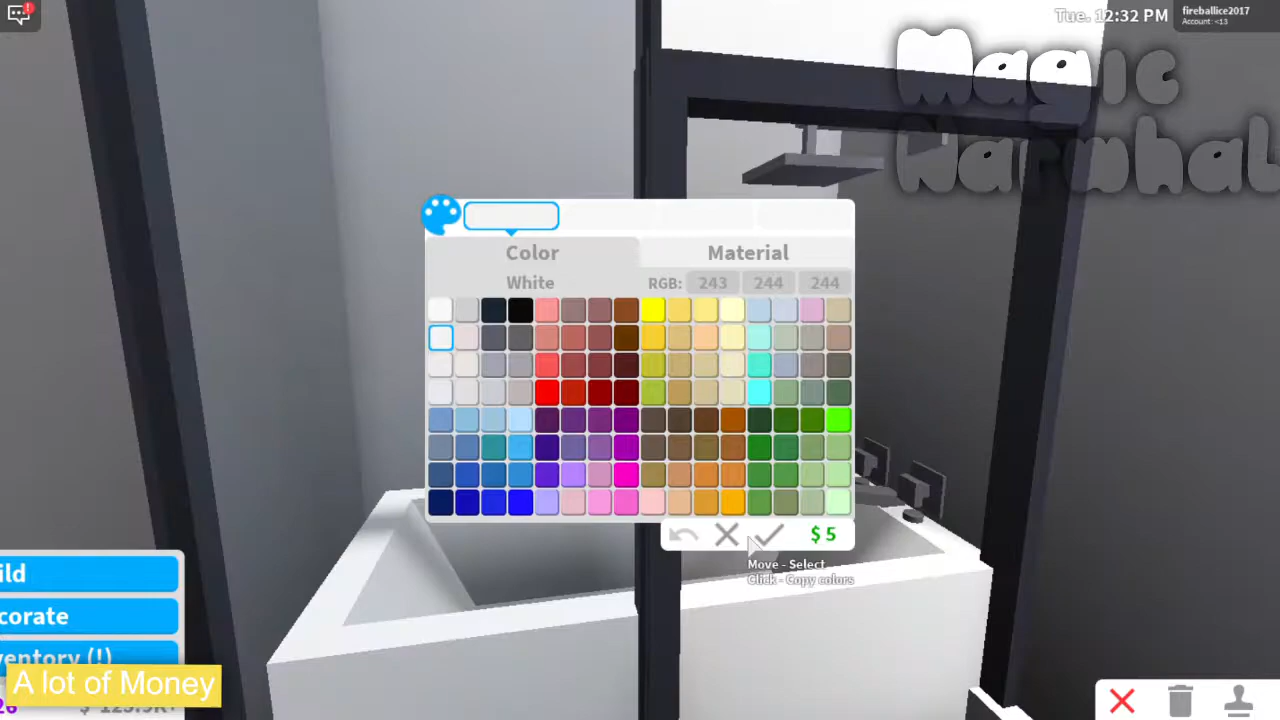 Tue. 12:32 PM
fireballice2017
Account: <13
Magic
Narwhal
Color
Material
White
RGB: 243 244 244
$ 5
Move - Select
Click - Copy colors
ild
corate
ventory (!)
A lot of Money